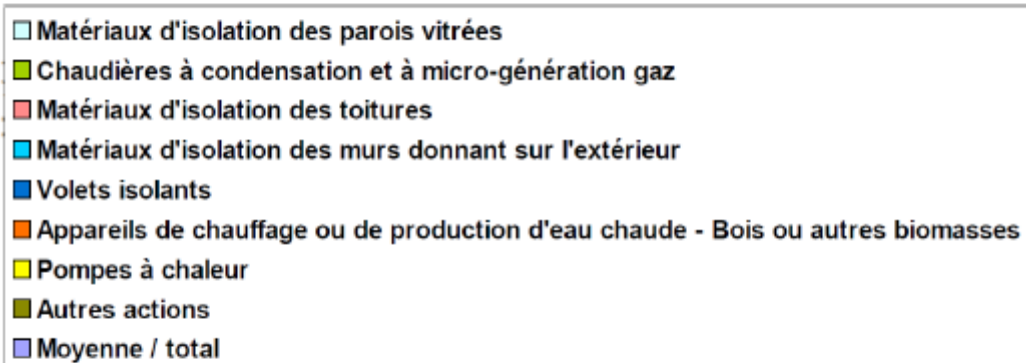 Matériaux d'isolation des parois vitrées
Chaudières à condensation et à micro-génération gaz
Matériaux d'isolation des toitures
Matériaux d'isolation des murs donnant sur l'extérieur
Volets isolants
Appareils de chauffage ou de production d'eau chaude - Bois ou autres biomasses
Pompes à chaleur
Autres actions
Moyenne / total